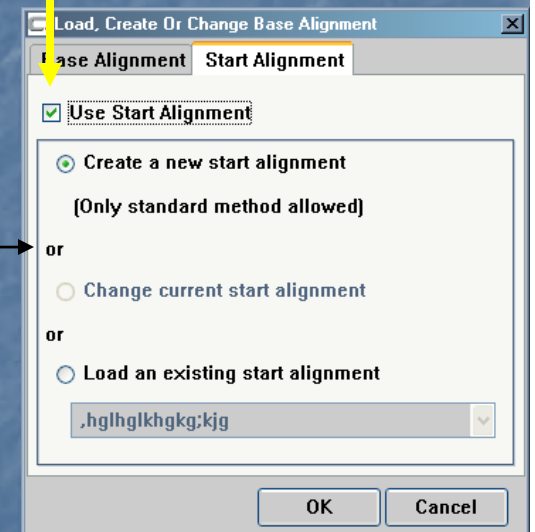 Load, Create Or Change Base Alignment
Base Alignment Start Alignment
Use Start Alignment
Create a new start alignment
(Only standard method allowed)
or
Change current start alignment
or
Load an existing start alignment
,hglhglkhgkg;kjg
OK Cancel